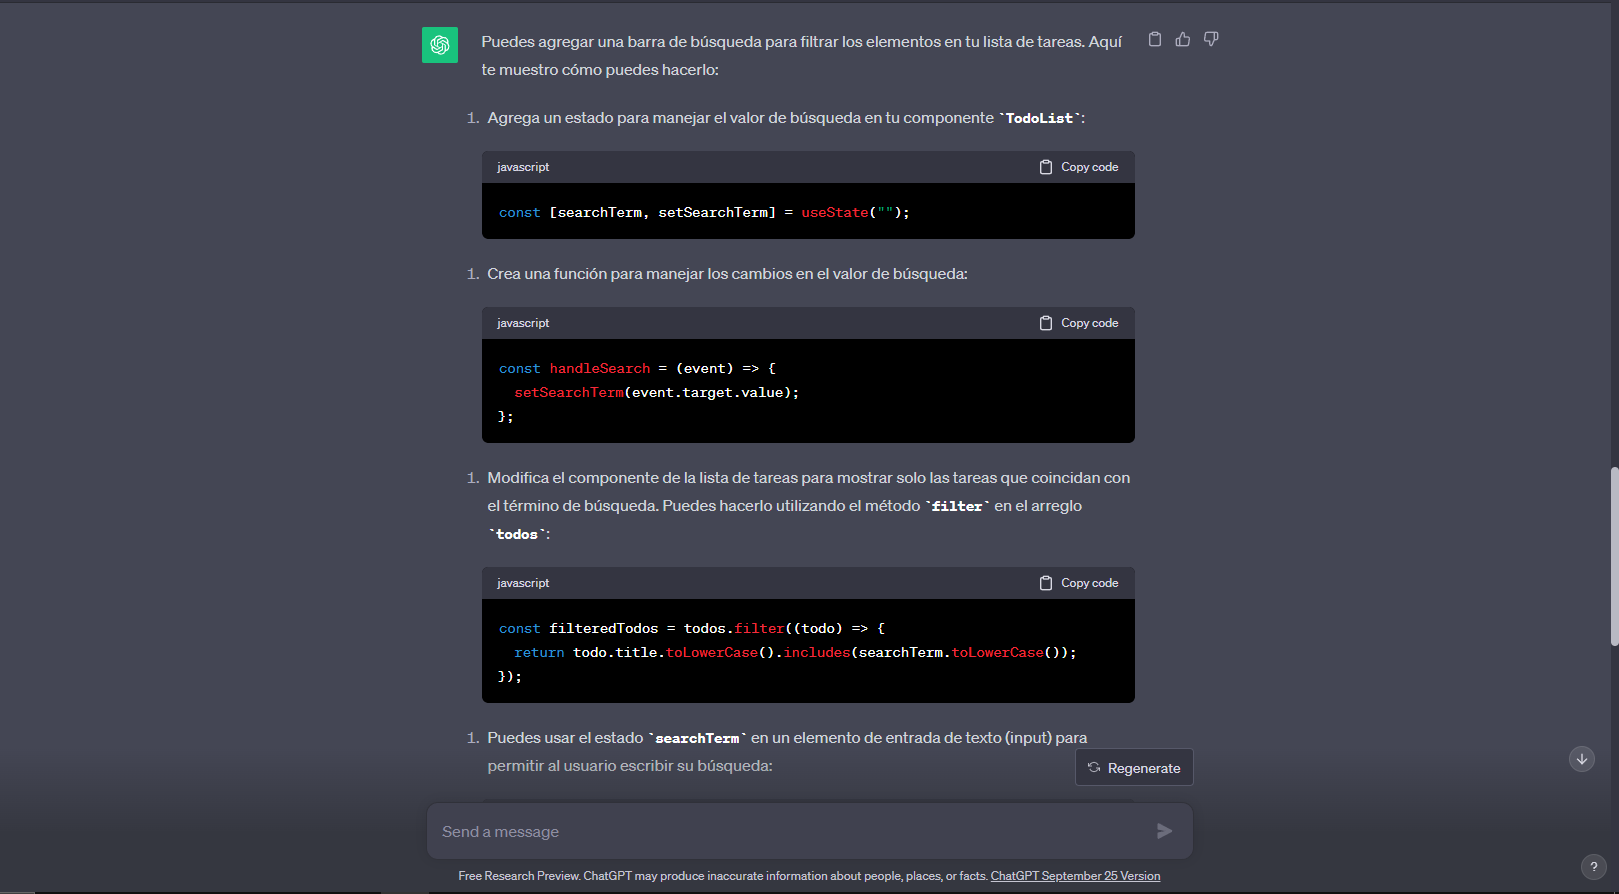 Puedes agregar una barra de búsqueda para filtrar los elementos en tu lista de tareas. Aquí
te muestro cómo puedes hacerlo:
1. Agrega un estado para manejar el valor de búsqueda en tu componente `TodoList`:
javascript Copy code
const [searchTerm, setSearchTerm] = useState("");
1. Crea una función para manejar los cambios en el valor de búsqueda:
javascript Copy code
const handleSearch = (event) => {
  setSearchTerm(event.target.value);
};
1. Modifica el componente de la lista de tareas para mostrar solo las tareas que coincidan con
el término de búsqueda. Puedes hacerlo utilizando el método `filter` en el arreglo
`todos`:
javascript Copy code
const filteredTodos = todos.filter((todo) => {
  return todo.title.toLowerCase().includes(searchTerm.toLowerCase());
});
1. Puedes usar el estado `searchTerm` en un elemento de entrada de texto (input) para
permitir al usuario escribir su búsqueda:
Regenerate
Send a message
Free Research Preview. ChatGPT may produce inaccurate information about people, places, or facts. ChatGPT September 25 Version
?